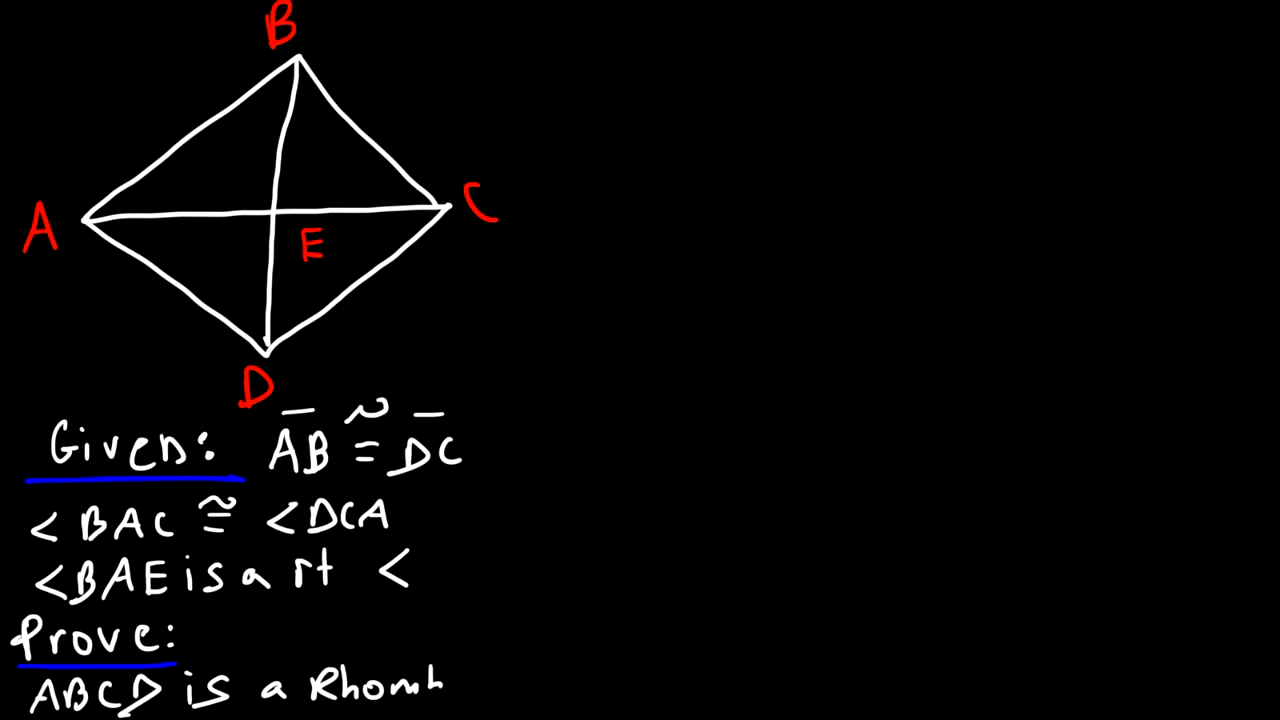 B
A
C
E
D
Given: AB ≅ DC
<BAC ≅ <DCA
<BAE is a rt <
Prove:
ABCD is a Rhomb